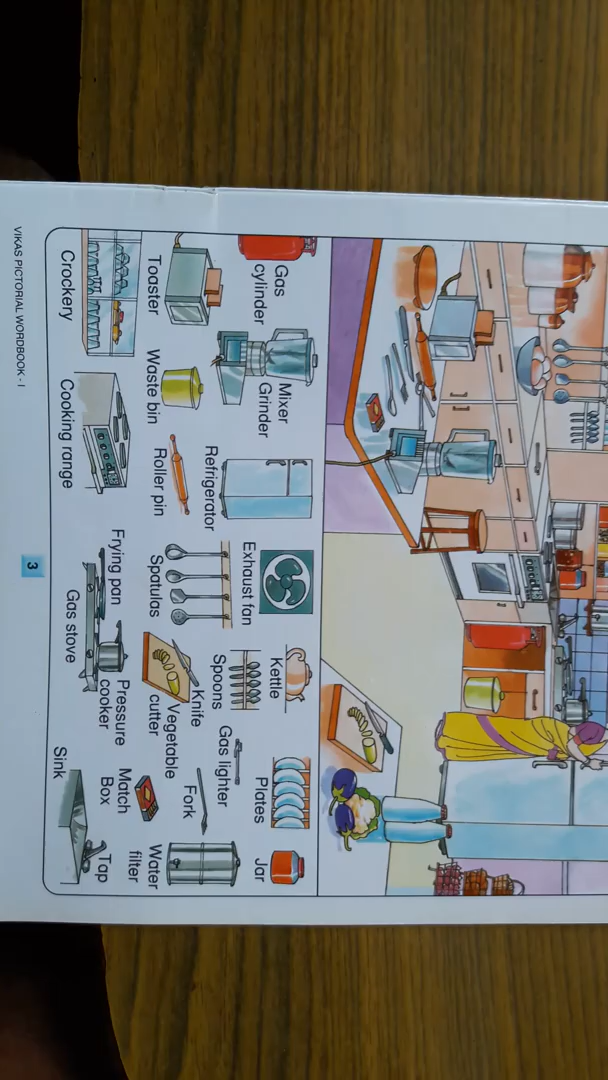 Gas
cylinder
Mixer
Grinder
Refrigerator
Exhaust fan
Kettle
Plates
Jar
Toaster
Waste bin
Roller pin
Spatulas
Spoons
Knife
Vegetable
cutter
Gas lighter
Fork
Water
filter
Crockery
Cooking range
Frying pan
Gas stove
Pressure
cooker
Match
Box
Sink
Tap
VIKAS PICTORIAL WORDBOOK - I
3